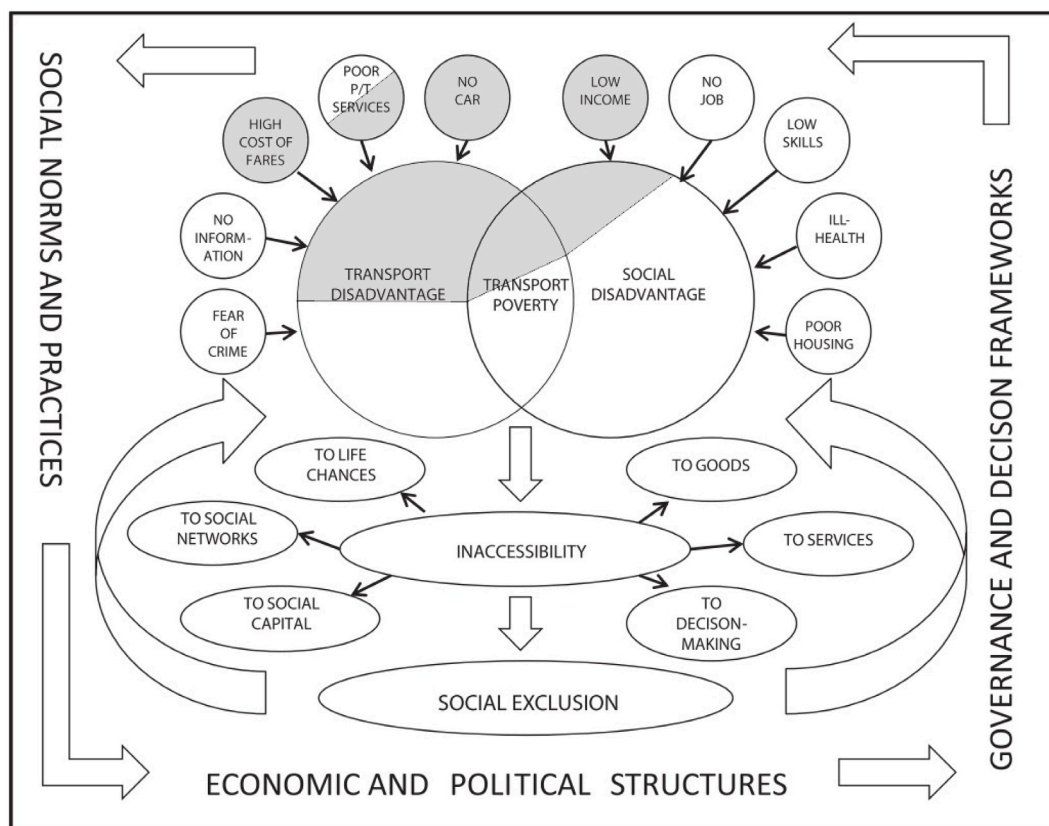 SOCIAL NORMS AND PRACTICES
POOR
P/T
SERVICES
NO
CAR
LOW
INCOME
NO
JOB
HIGH
COST OF
FARES
LOW
SKILLS
NO
INFORM-
ATION
ILL-
HEALTH
FEAR
OF
CRIME
POOR
HOUSING
TRANSPORT
DISADVANTAGE
TRANSPORT
POVERTY
SOCIAL
DISADVANTAGE
TO LIFE
CHANCES
TO GOODS
TO SOCIAL
NETWORKS
INACCESSIBILITY
TO SERVICES
TO SOCIAL
CAPITAL
TO
DECISON-
MAKING
SOCIAL EXCLUSION
GOVERNANCE AND DECISON FRAMEWORKS
ECONOMIC AND POLITICAL STRUCTURES